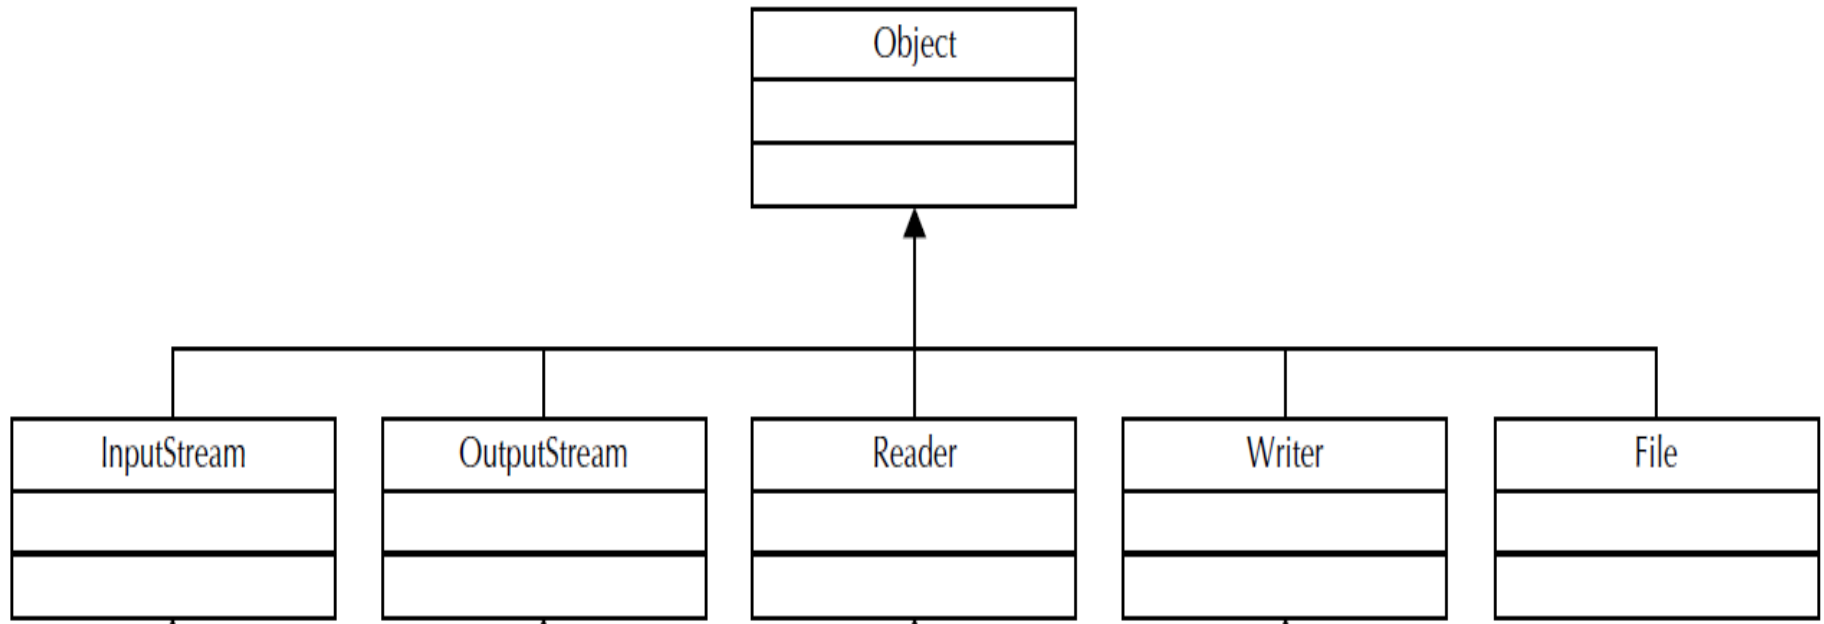 Object
InputStream
OutputStream
Reader
Writer
File